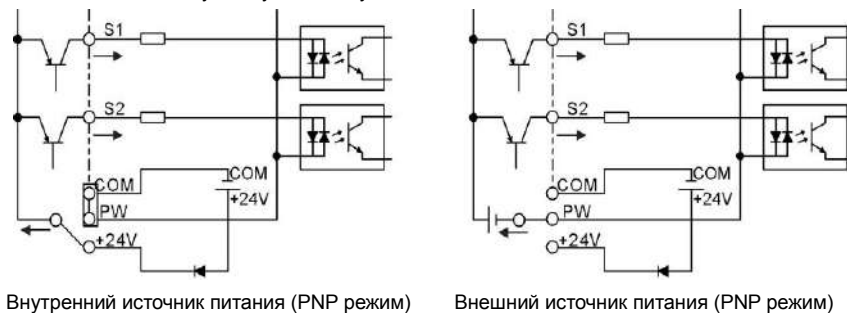 S1
S2
COM
COM
+24V
PW
+24V
S1
S2
COM
COM
+24V
PW
+24V
Внутренний источник питания (PNP режим)
Внешний источник питания (PNP режим)